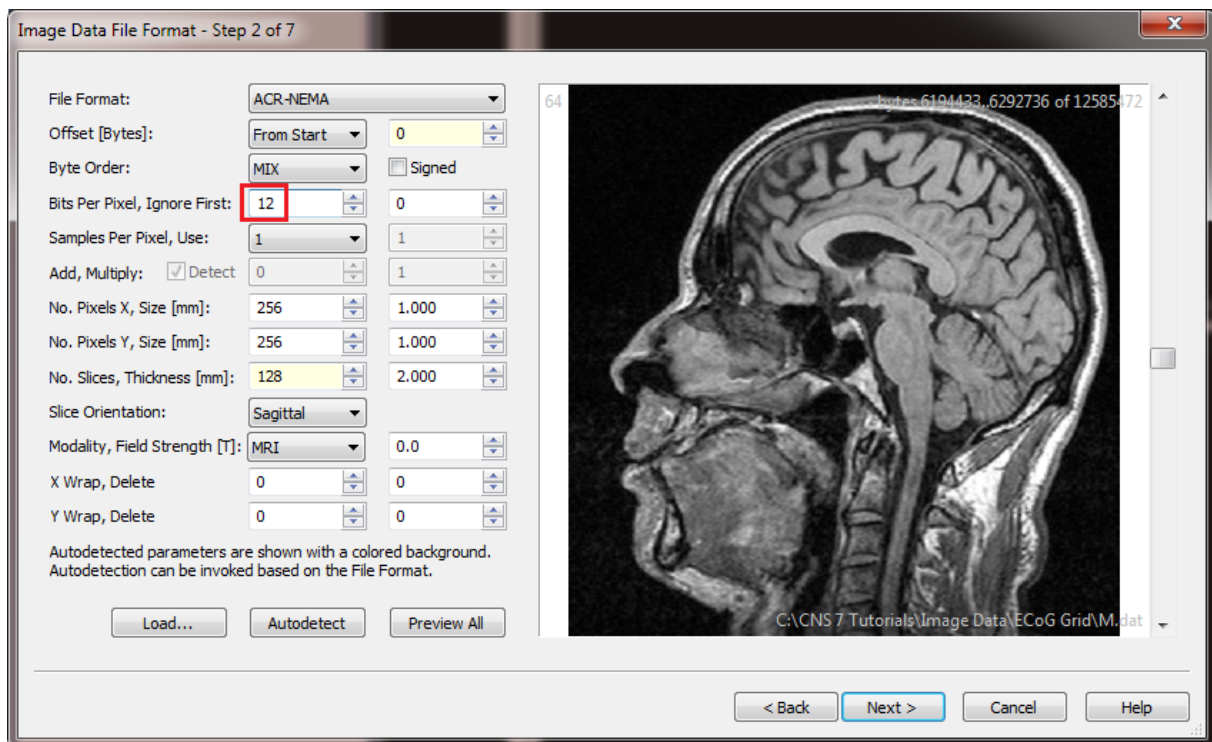 Image Data File Format - Step 2 of 7
File Format: ACR-NEMA
Offset [Bytes]: From Start 0
Byte Order: MIX Signed
Bits Per Pixel, Ignore First: 12 0
Samples Per Pixel, Use: 1 1
Add, Multiply: Detect 0 1
No. Pixels X, Size [mm]: 256 1.000
No. Pixels Y, Size [mm]: 256 1.000
No. Slices, Thickness [mm]: 128 2.000
Slice Orientation: Sagittal
Modality, Field Strength [T]: MRI 0.0
X Wrap, Delete 0 0
Y Wrap, Delete 0 0
Autodetected parameters are shown with a colored background.
Autodetection can be invoked based on the File Format.
Load... Autodetect Preview All
64 bytes 6194433..6292736 of 12585472
C:\CNS 7 Tutorials\Image Data\ECoG Grid\M.dat
< Back Next > Cancel Help